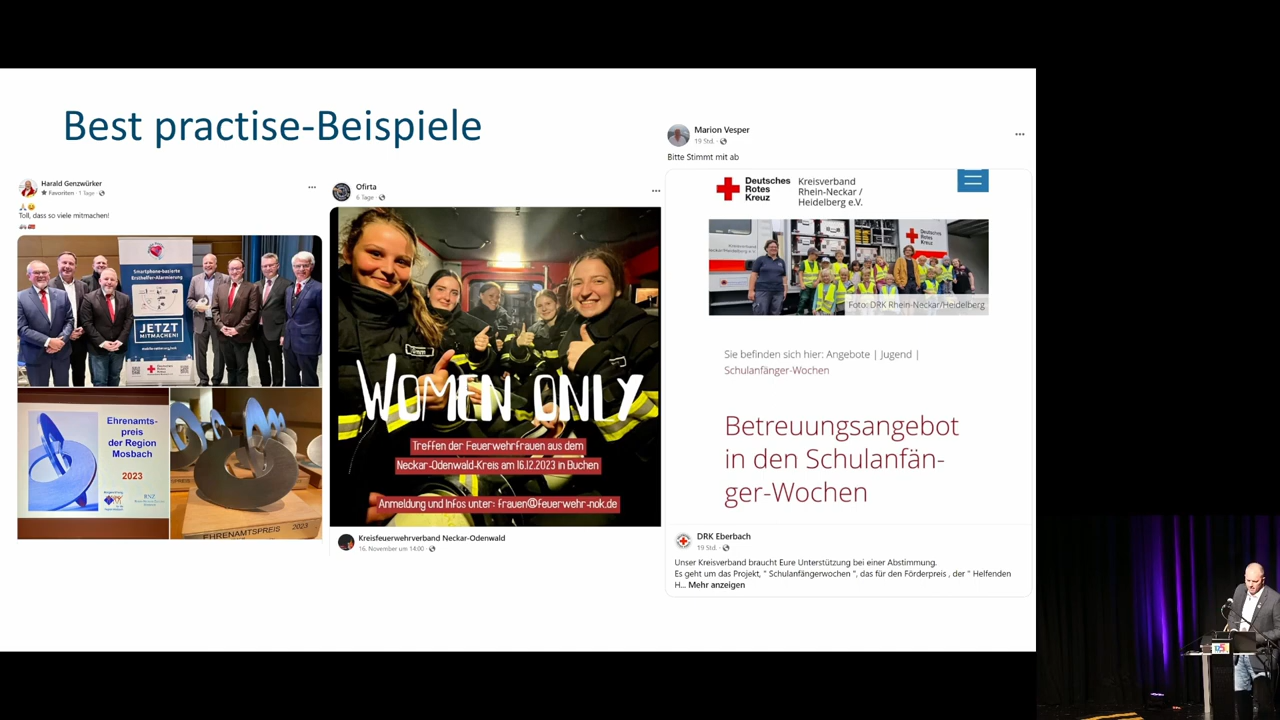 Best practise-Beispiele
Harald Genzwürker
Favoriten · 1 Tage ·
Toll, dass so viele mitmachen!
Smartphone-basierte
Ersthelfer-Alarmierung
JETZT
MITMACHEN!
Ehrenamts-
preis
der Region
Mosbach
2023
RNZ
EHRENAMTSPREIS 2023
Ofirta
6 Tage ·
WOMEN ONLY
Treffen der Feuerwehrfrauen aus dem
Neckar-Odenwald-Kreis am 16.12.2023 in Buchen
Anmeldung und Infos unter: frauen@feuerwehr-nok.de
Kreisfeuerwehrverband Neckar-Odenwald
16. November um 14:00 ·
Marion Vesper
19 Std. ·
Bitte Stimmt mit ab
Deutsches
Rotes
Kreuz
Kreisverband
Rhein-Neckar /
Heidelberg e.V.
Deutsches
Rotes
Kreuz
Foto: DRK Rhein-Neckar/Heidelberg
Sie befinden sich hier: Angebote | Jugend |
Schulanfänger-Wochen
Betreuungsangebot
in den Schulanfän-
ger-Wochen
DRK Eberbach
19 Std. ·
Unser Kreisverband braucht Eure Unterstützung bei einer Abstimmung.
Es geht um das Projekt, " Schulanfängerwochen ", das für den Förderpreis , der " Helfenden
H... Mehr anzeigen